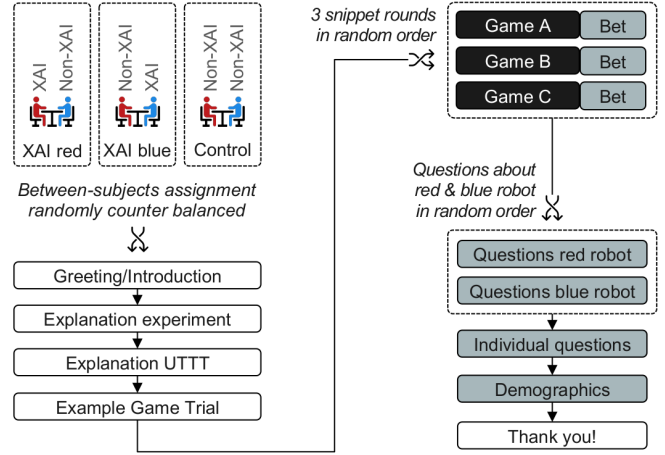 XAI
Non-XAI
XAI red
Non-XAI
XAI
XAI blue
Non-XAI
Non-XAI
Control
Between-subjects assignment
randomly counter balanced
Greeting/Introduction
Explanation experiment
Explanation UTTT
Example Game Trial
3 snippet rounds
in random order
Game A
Bet
Game B
Bet
Game C
Bet
Questions about
red & blue robot
in random order
Questions red robot
Questions blue robot
Individual questions
Demographics
Thank you!